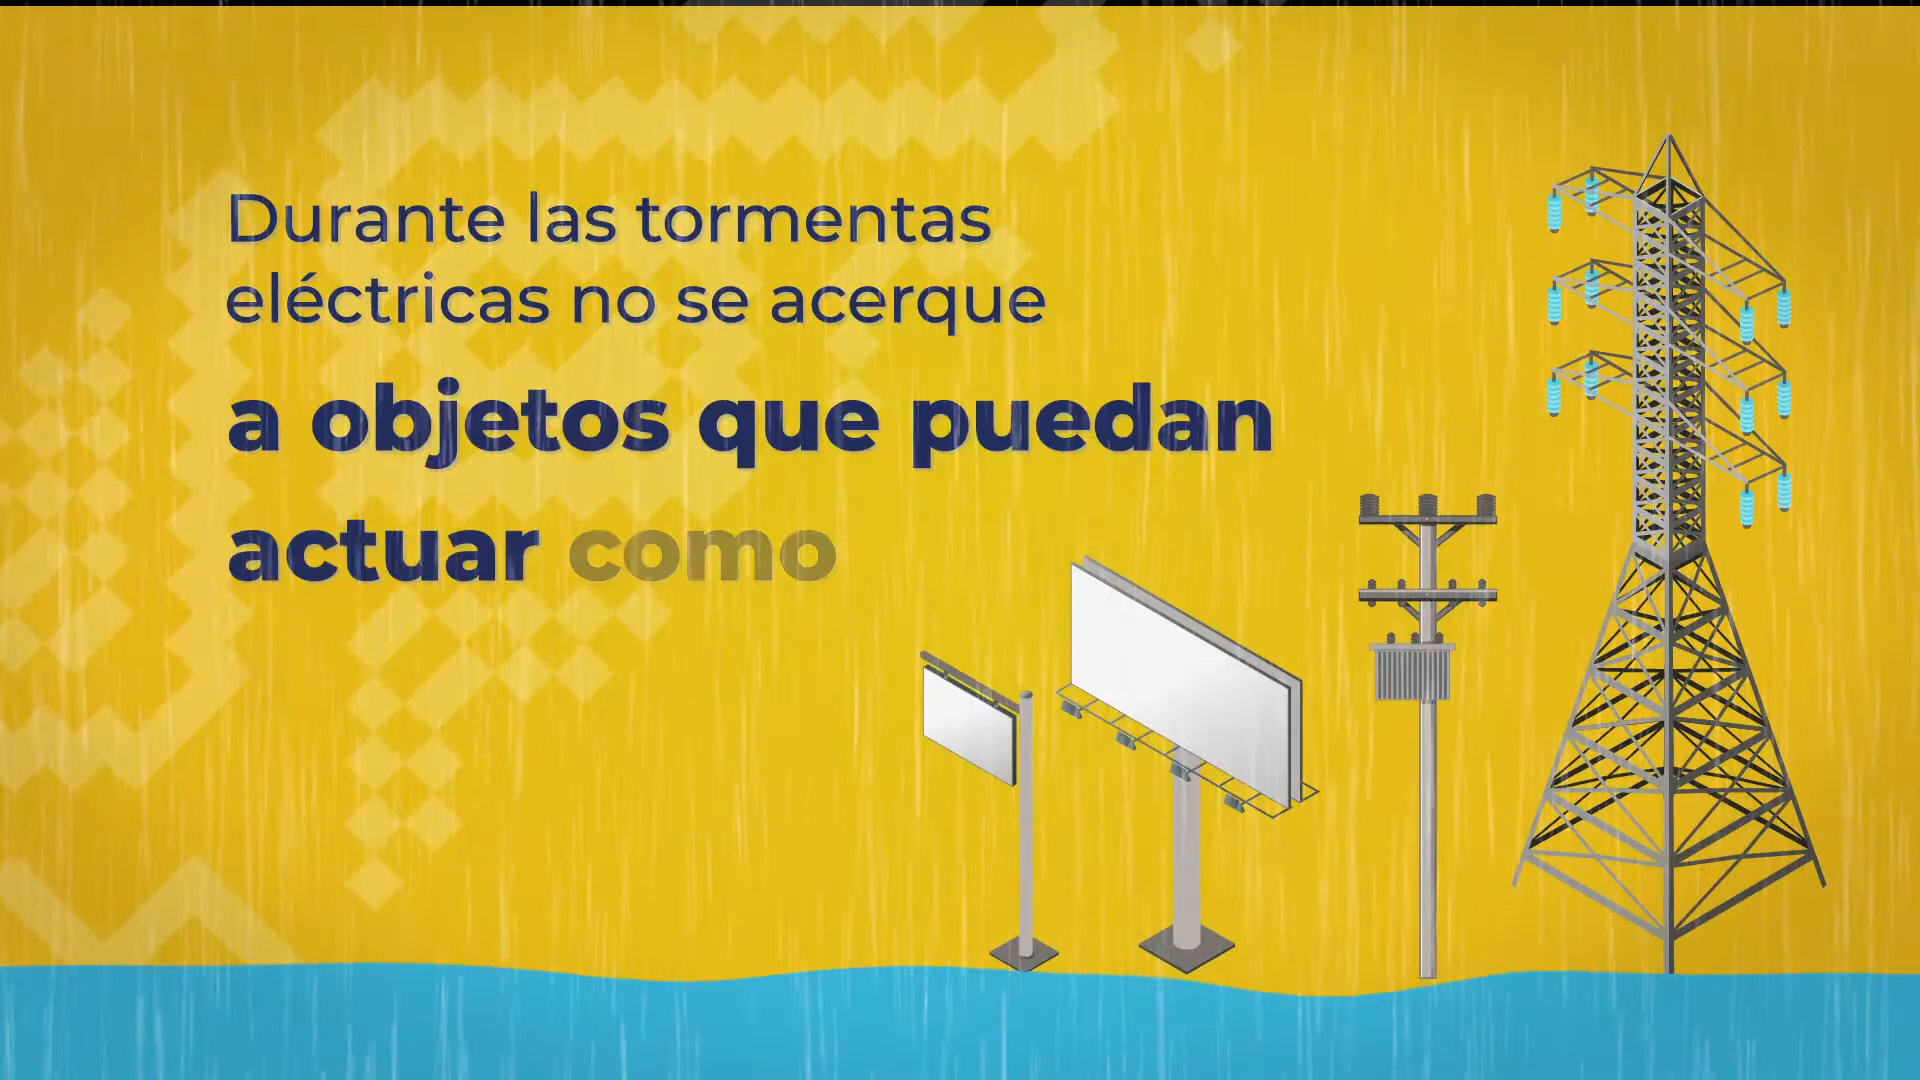 Durante las tormentas
eléctricas no se acerque
a objetos que puedan
actuar como